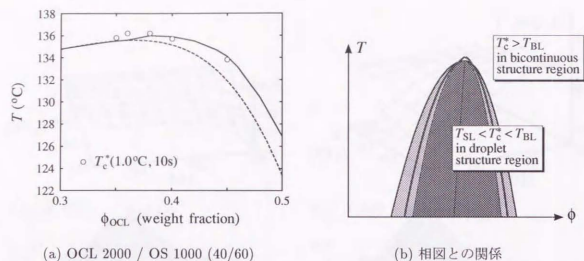 138
136
134
132
130
128
126
124
122
T (°C)
T*c(1.0°C, 10s)
0.3
0.4
0.5
ϕOCL (weight fraction)
(a) OCL 2000 / OS 1000 (40/60)
T
T*c > TBL
in bicontinuous
structure region
TSL < T*c < TBL
in droplet
structure region
ϕ
(b) 相図との関係